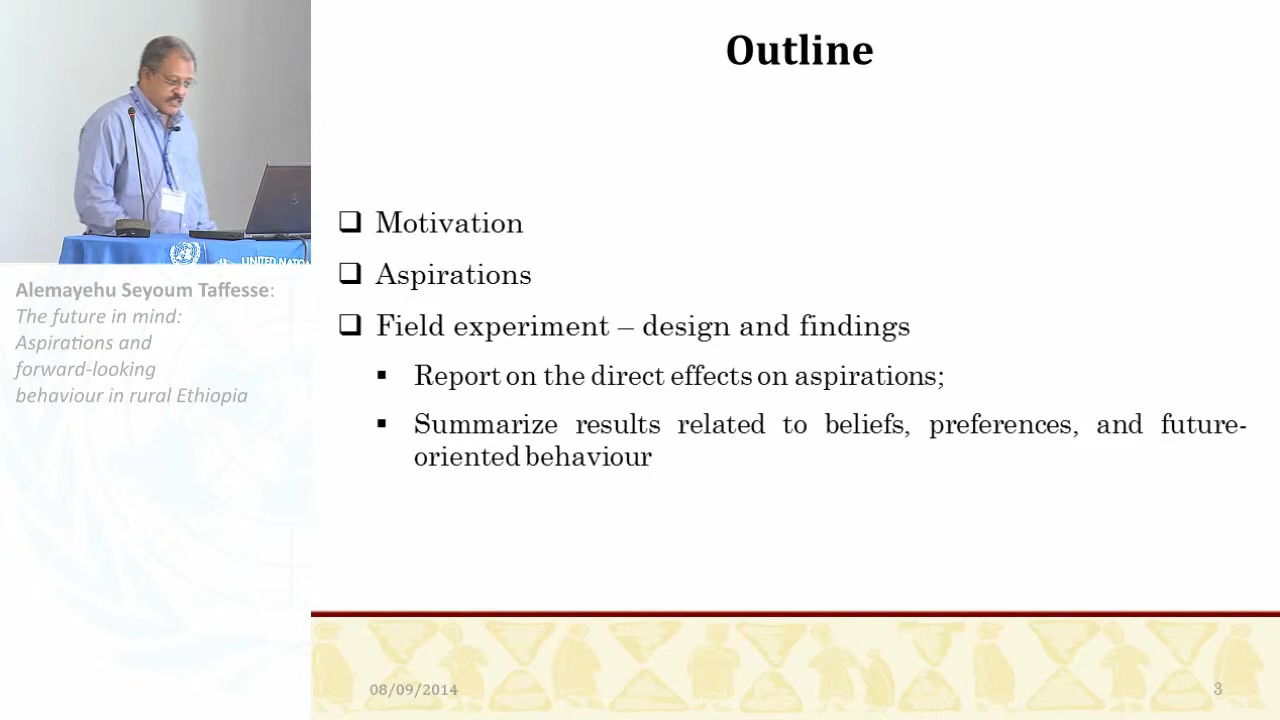 Outline
UNITED NATIO
Alemayehu Seyoum Taffesse:
The future in mind:
Aspirations and
forward-looking
behaviour in rural Ethiopia
❑ Motivation
❑ Aspirations
❑ Field experiment – design and findings
▪ Report on the direct effects on aspirations;
▪ Summarize results related to beliefs, preferences, and future-
oriented behaviour
08/09/2014
3